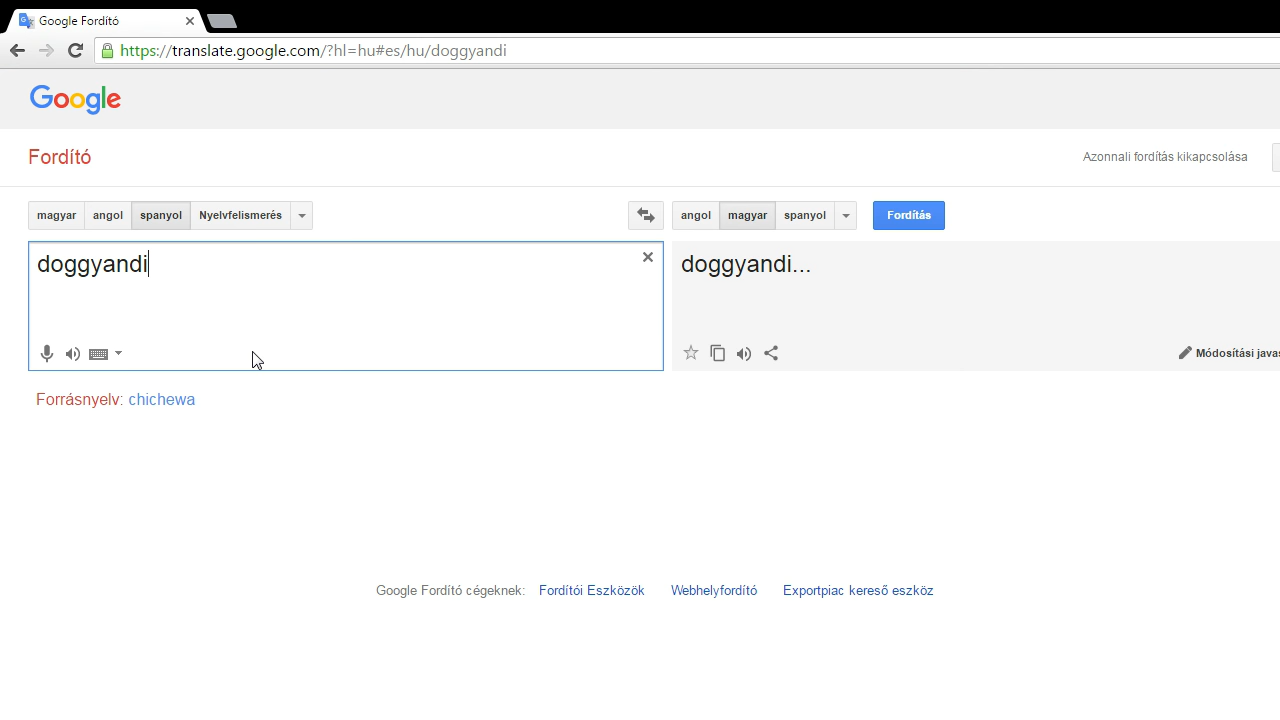 Google Fordító
https://translate.google.com/?hl=hu#es/hu/doggyandi
Google
Fordító
Azonnali fordítás kikapcsolása
magyar angol spanyol Nyelvfelismerés
angol magyar spanyol Fordítás
doggyandi
doggyandi...
Módosítási javas
Forrásnyelv: chichewa
Google Fordító cégeknek: Fordítói Eszközök Webhelyfordító Exportpiac kereső eszköz